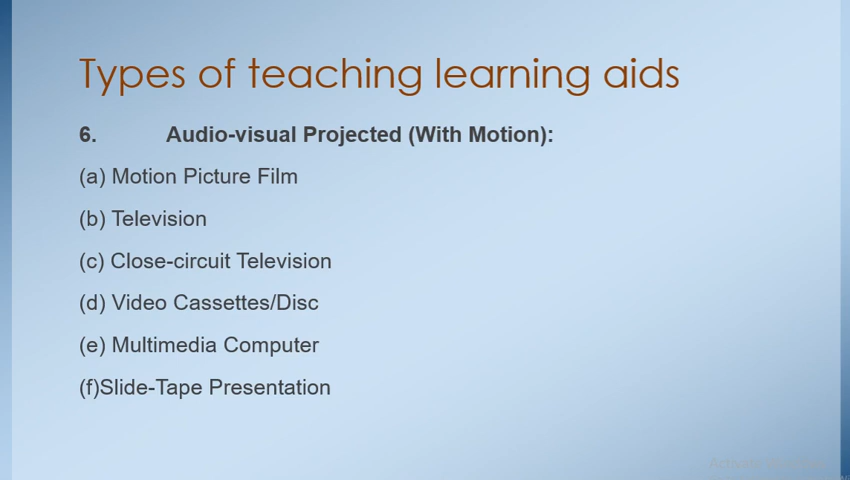 Types of teaching learning aids
6. Audio-visual Projected (With Motion):
(a) Motion Picture Film
(b) Television
(c) Close-circuit Television
(d) Video Cassettes/Disc
(e) Multimedia Computer
(f)Slide-Tape Presentation